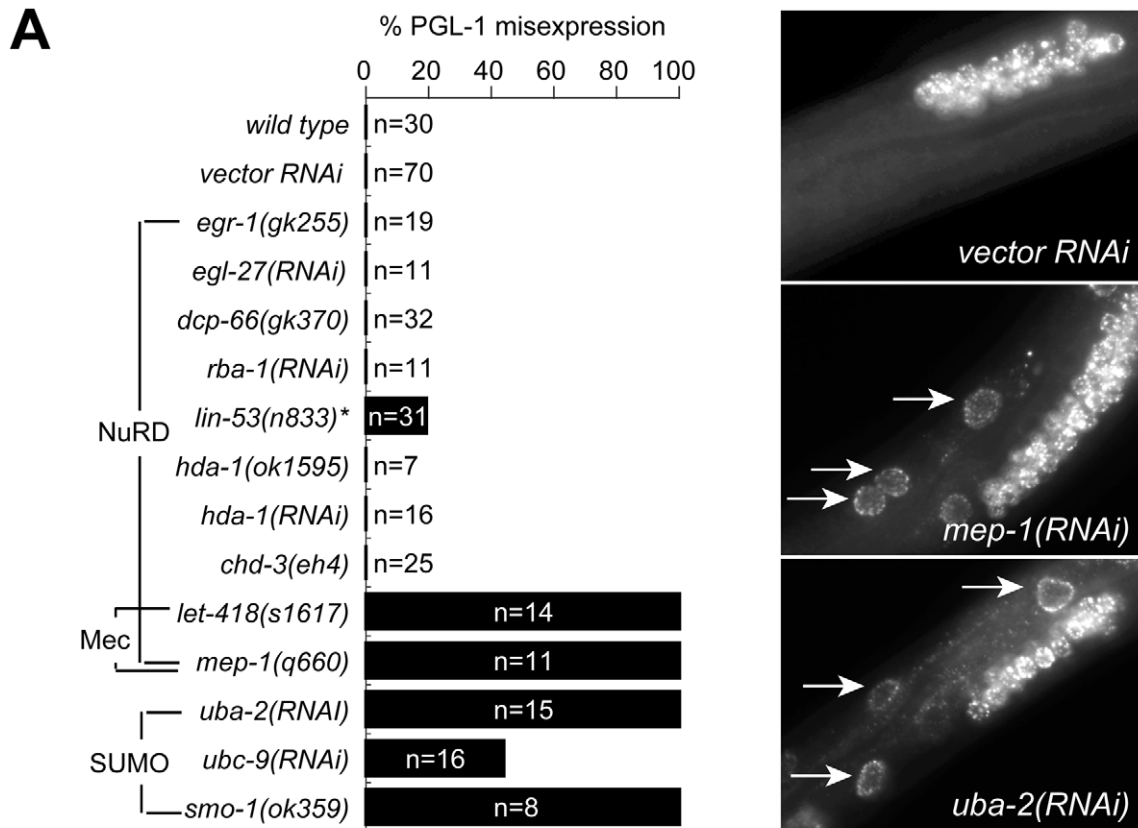 A
% PGL-1 misexpression
0 20 40 60 80 100
wild type n=30
vector RNAi n=70
egr-1(gk255) n=19
egl-27(RNAi) n=11
dcp-66(gk370) n=32
rba-1(RNAi) n=11
lin-53(n833)* n=31
NuRD
hda-1(ok1595) n=7
hda-1(RNAi) n=16
chd-3(eh4) n=25
let-418(s1617) n=14
Mec
mep-1(q660) n=11
uba-2(RNAI) n=15
SUMO
ubc-9(RNAi) n=16
smo-1(ok359) n=8
vector RNAi
mep-1(RNAi)
uba-2(RNAi)